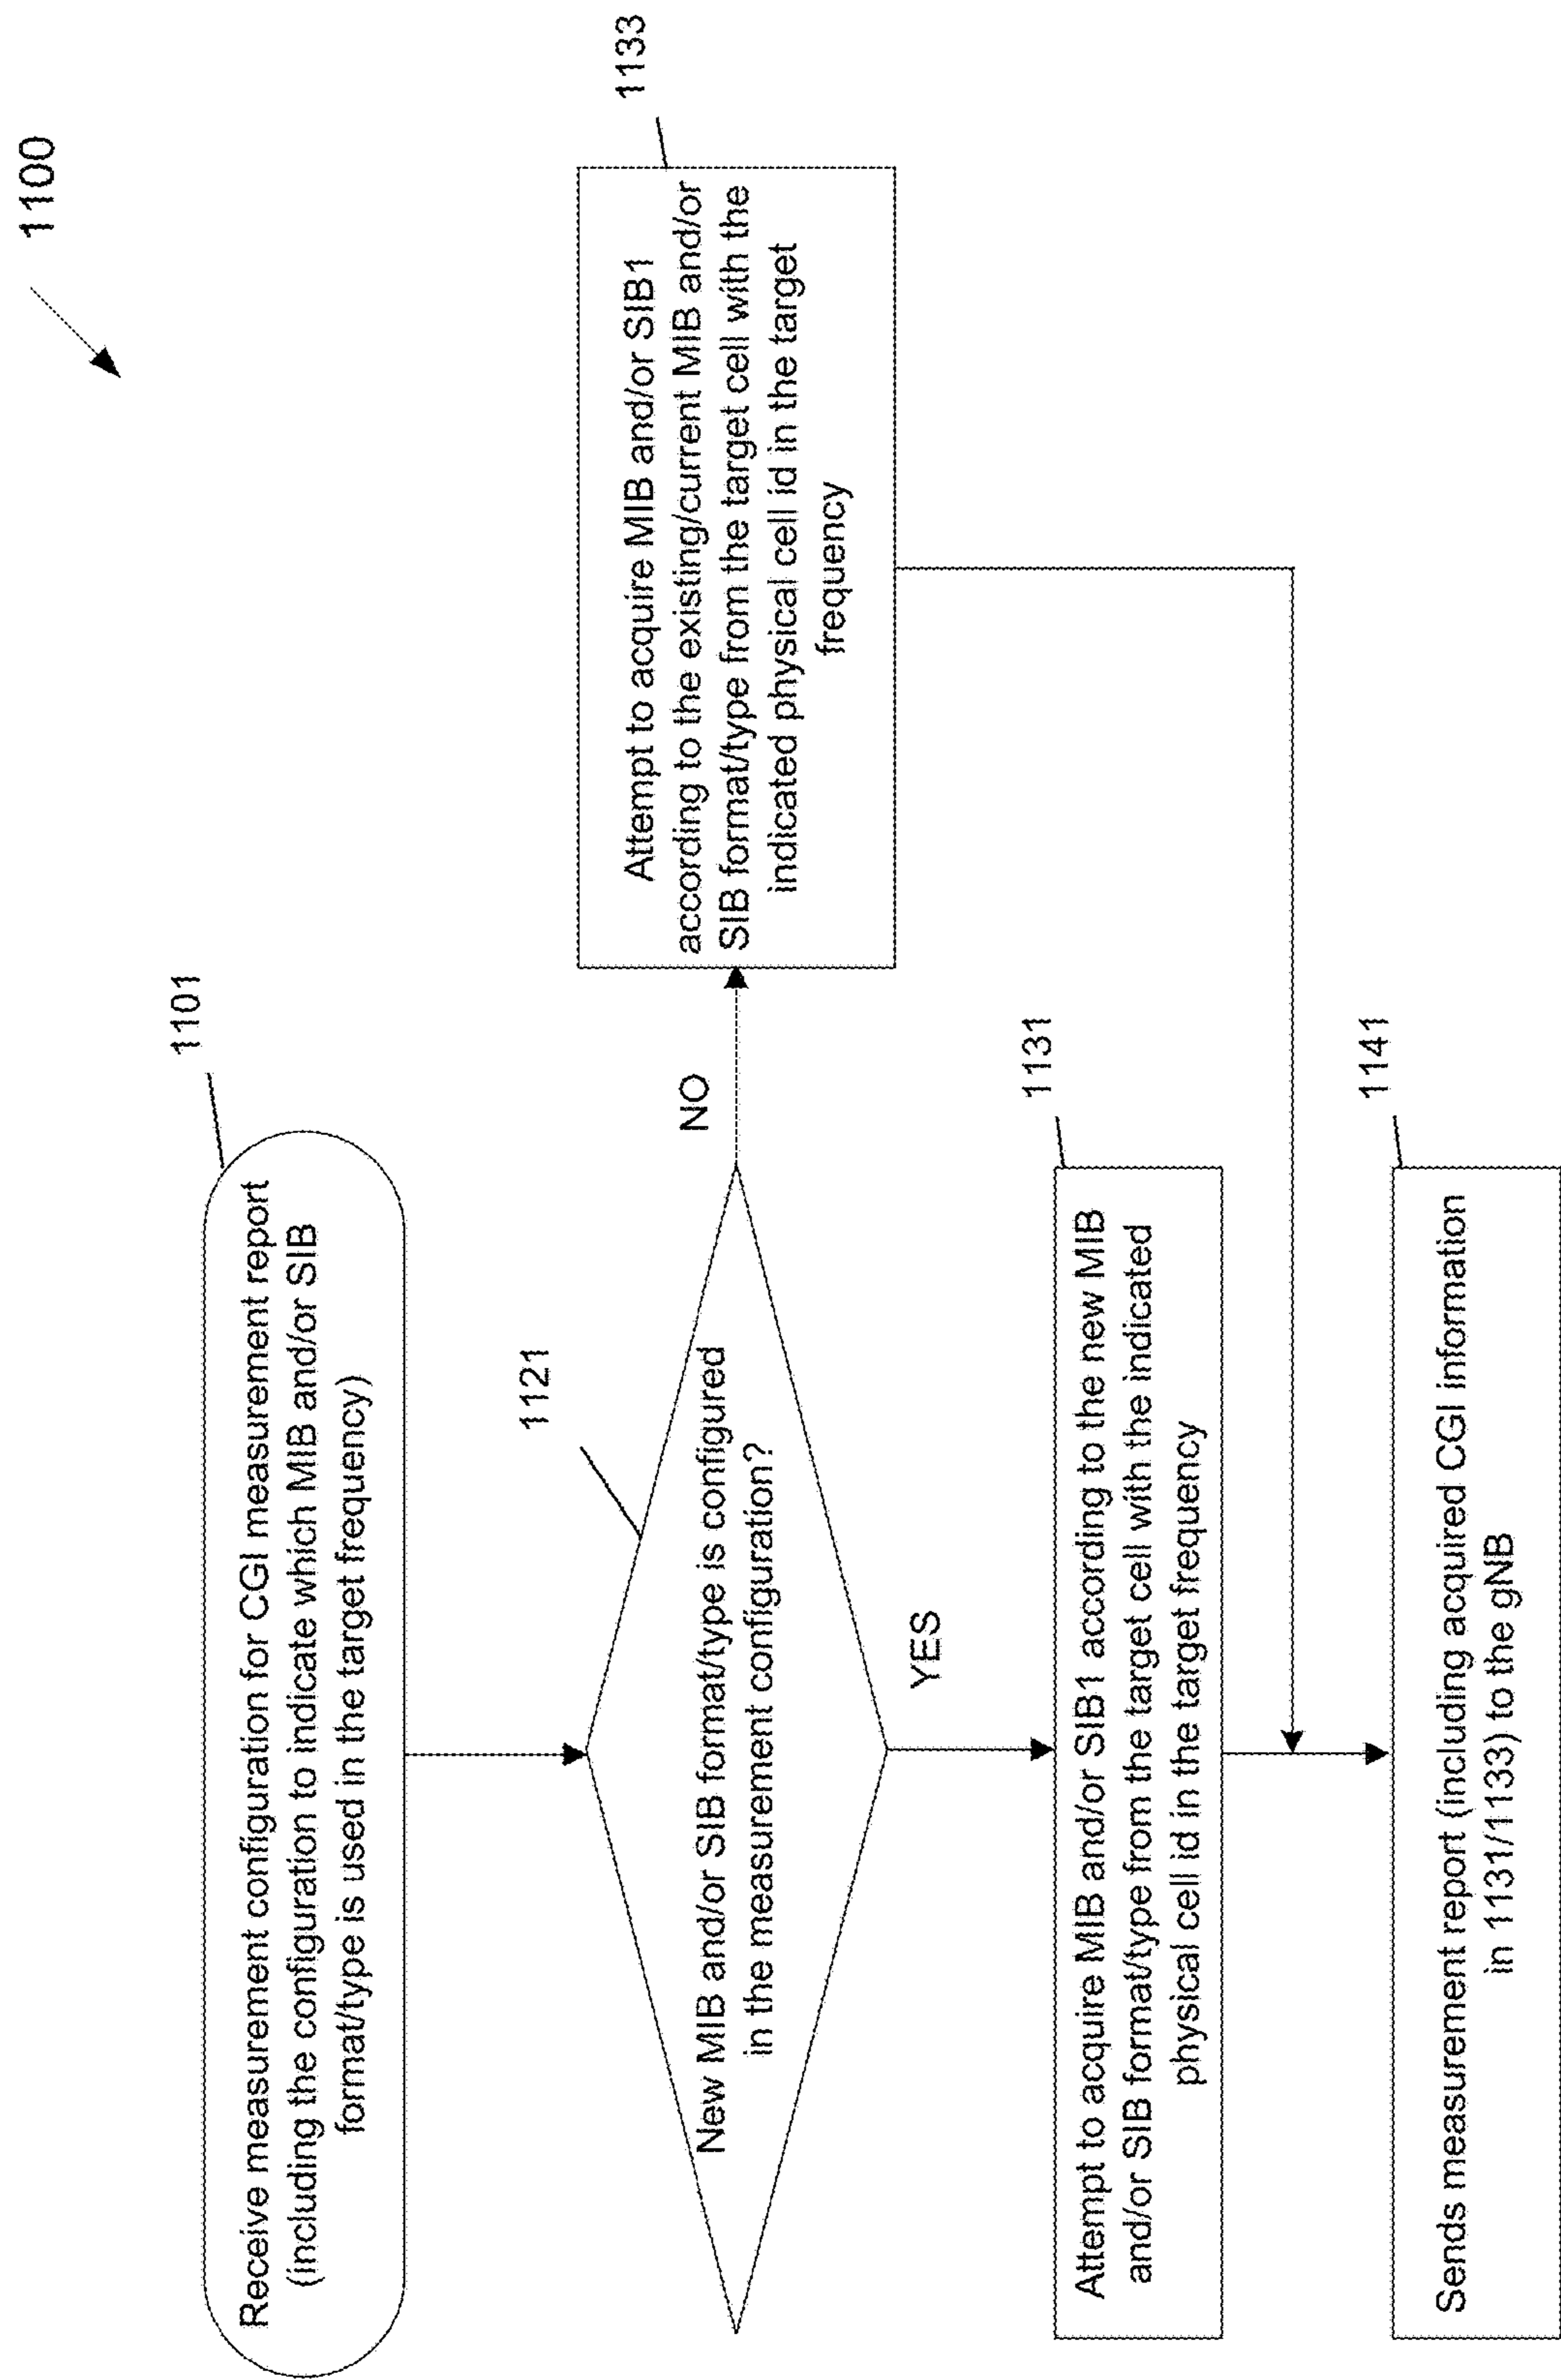 1100
1101
Receive measurement configuration for CGI measurement report
(including the configuration to indicate which MIB and/or SIB
format/type is used in the target frequency)
1121
New MIB and/or SIB format/type is configured
in the measurement configuration?
NO
1133
Attempt to acquire MIB and/or SIB1
according to the existing/current MIB and/or
SIB format/type from the target cell with the
indicated physical cell id in the target
frequency
YES
1131
Attempt to acquire MIB and/or SIB1 according to the new MIB
and/or SIB format/type from the target cell with the indicated
physical cell id in the target frequency
1141
Sends measurement report (including acquired CGI information
in 1131/1133) to the gNB